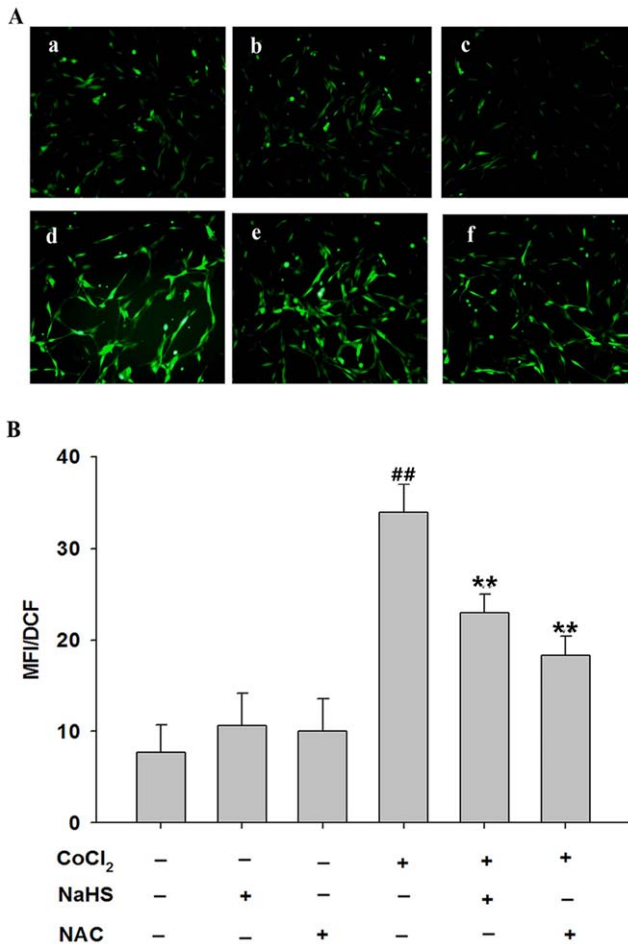 A
a b c
d e f
B
40
30
20
10
0
MFI/DCF
##
**
**
CoCl₂ – – – + + +
NaHS – + – – + –
NAC – – + – – +